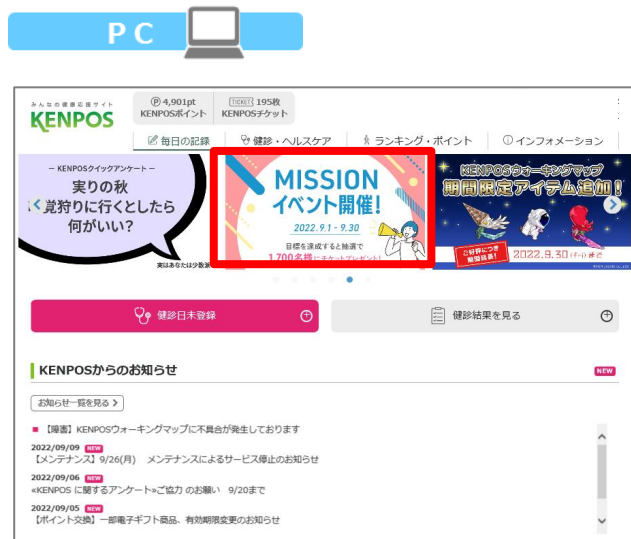 PC
みんなの健康応援サイト
KENPOS
Ⓟ 4,901pt
KENPOSポイント
TICKET 195枚
KENPOSチケット
毎日の記録
健診・ヘルスケア
ランキング・ポイント
インフォメーション
− KENPOSクイックアンケート −
実りの秋
覚狩りに行くとしたら
何がいい?
実はあなたは少数派
MISSION
イベント開催!
2022.9.1 - 9.30
目標を達成すると抽選で
1,700名様にチケットプレゼント!
KENPOSウォーキングマップ
期間限定アイテム追加!
ご好評につき
期間延長!
2022.9.30(FRI)まで
健診日未登録
健診結果を見る
KENPOSからのお知らせ
NEW
お知らせ一覧を見る >
【障害】KENPOSウォーキングマップに不具合が発生しております
2022/09/09 NEW
【メンテナンス】9/26(月) メンテナンスによるサービス停止のお知らせ
2022/09/06 NEW
«KENPOS に関するアンケート»ご協力 のお願い 9/20まで
2022/09/05 NEW
【ポイント交換】一部電子ギフト商品、有効期限変更のお知らせ